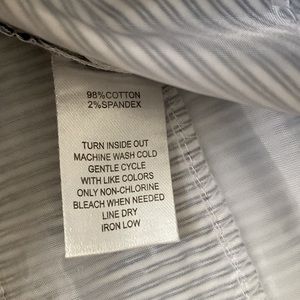 98%COTTON
2%SPANDEX
TURN INSIDE OUT
MACHINE WASH COLD
GENTLE CYCLE
WITH LIKE COLORS
ONLY NON-CHLORINE
BLEACH WHEN NEEDED
LINE DRY
IRON LOW